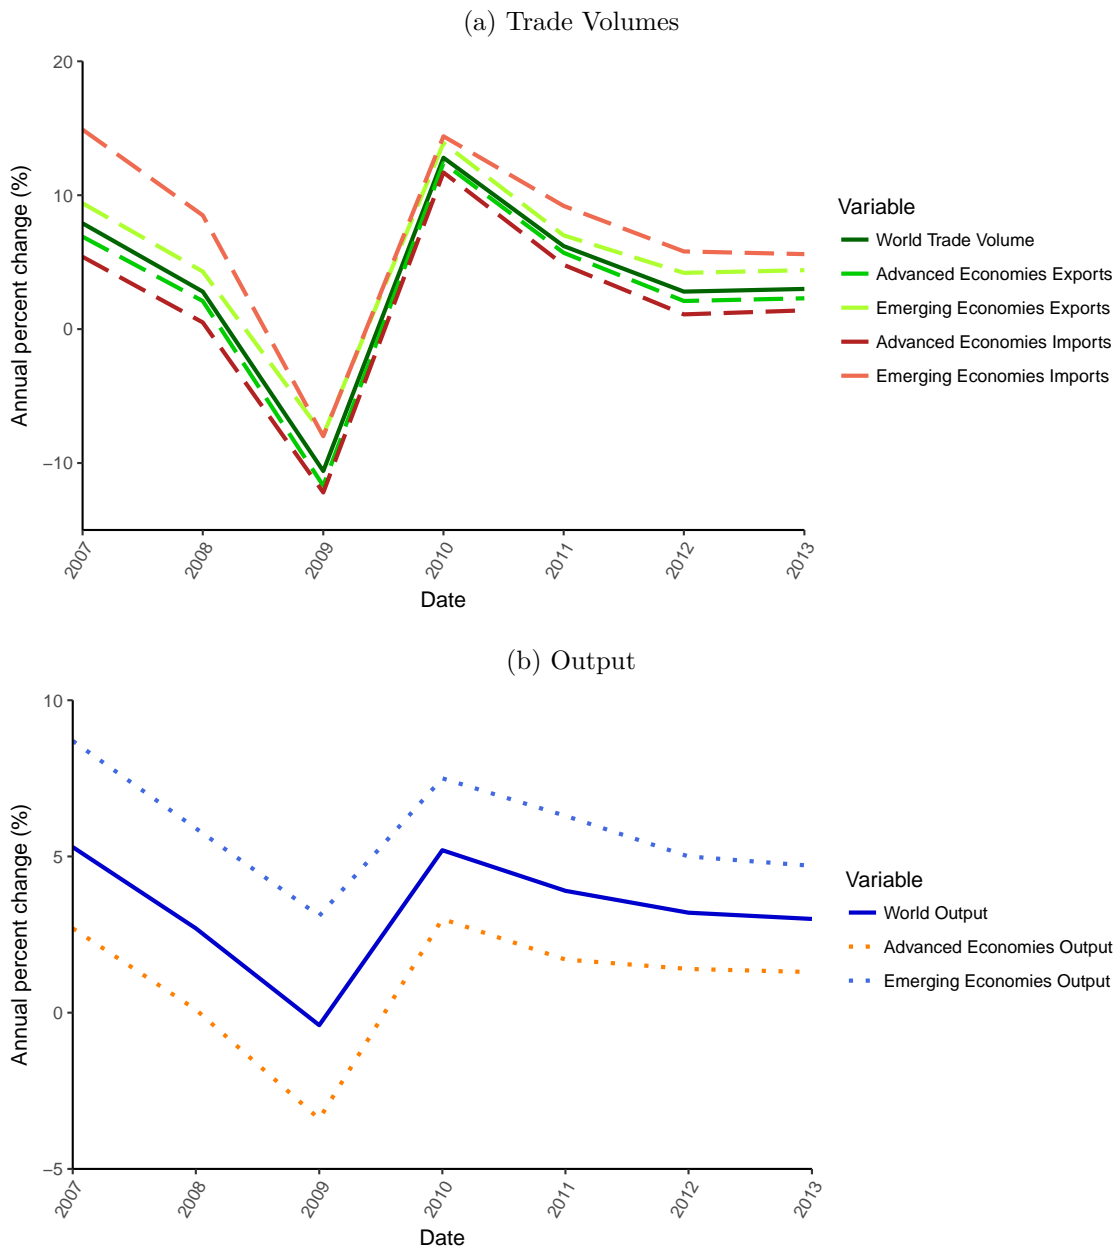 (a) Trade Volumes
20
10
0
−10
Annual percent change (%)
2007
2008
2009
2010
2011
2012
2013
Date
Variable
World Trade Volume
Advanced Economies Exports
Emerging Economies Exports
Advanced Economies Imports
Emerging Economies Imports
(b) Output
10
5
0
−5
Annual percent change (%)
2007
2008
2009
2010
2011
2012
2013
Date
Variable
World Output
Advanced Economies Output
Emerging Economies Output